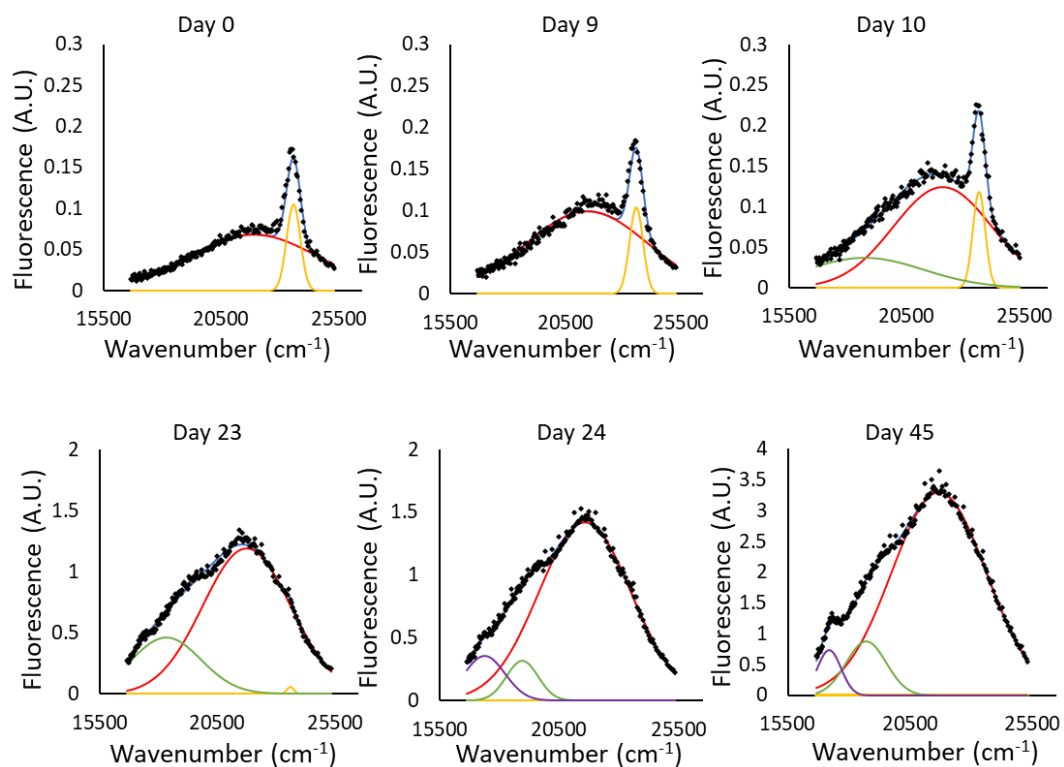 Day 0
0.3
0.25
0.2
0.15
0.1
0.05
0
Fluorescence (A.U.)
15500 20500 25500
Wavenumber (cm-1)
Day 9
0.3
0.25
0.2
0.15
0.1
0.05
0
Fluorescence (A.U.)
15500 20500 25500
Wavenumber (cm-1)
Day 10
0.3
0.25
0.2
0.15
0.1
0.05
0
Fluorescence (A.U.)
15500 20500 25500
Wavenumber (cm-1)
Day 23
2
1.5
1
0.5
0
Fluorescence (A.U.)
15500 20500 25500
Wavenumber (cm-1)
Day 24
2
1.5
1
0.5
0
Fluorescence (A.U.)
15500 20500 25500
Wavenumber (cm-1)
Day 45
4
3.5
3
2.5
2
1.5
1
0.5
0
Fluorescence (A.U.)
15500 20500 25500
Wavenumber (cm-1)